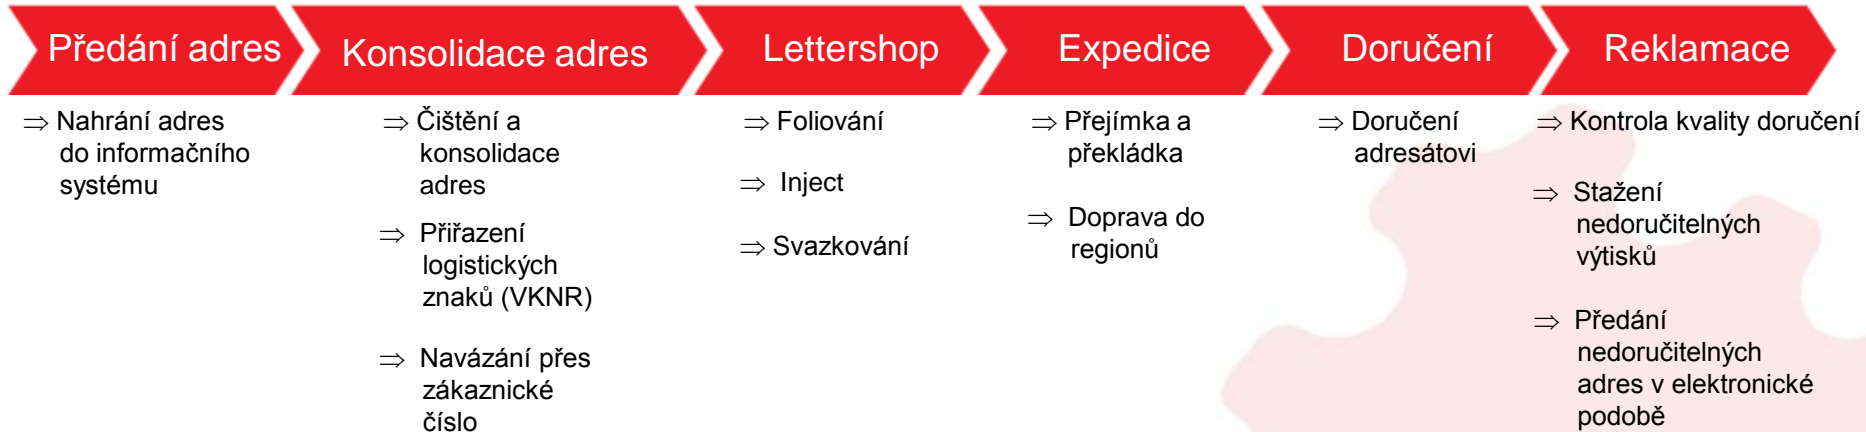 Předání adres
Konsolidace adres
Lettershop
Expedice
Doručení
Reklamace
⇒ Nahrání adres
do informačního
systému
⇒ Čištění a
konsolidace
adres
⇒ Přiřazení
logistických
znaků (VKNR)
⇒ Navázání přes
zákaznické
číslo
⇒ Foliování
⇒ Inject
⇒ Svazkování
⇒ Přejímka a
překládka
⇒ Doprava do
regionů
⇒ Doručení
adresátovi
⇒ Kontrola kvality doručení
⇒ Stažení
nedoručitelných
výtisků
⇒ Předání
nedoručitelných
adres v elektronické
podobě